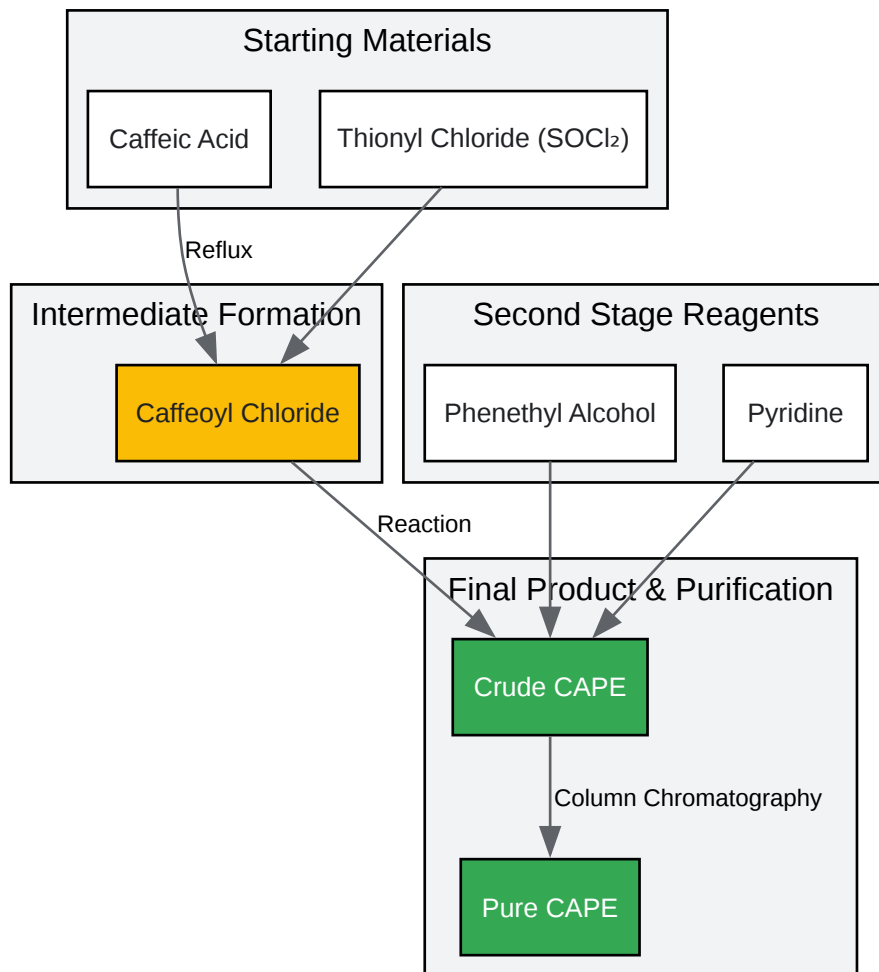 Starting Materials
Caffeic Acid
Thionyl Chloride (SOCl₂)
Reflux
Intermediate Formation
Second Stage Reagents
Caffeoyl Chloride
Phenethyl Alcohol
Pyridine
Reaction
Final Product & Purification
Crude CAPE
Column Chromatography
Pure CAPE